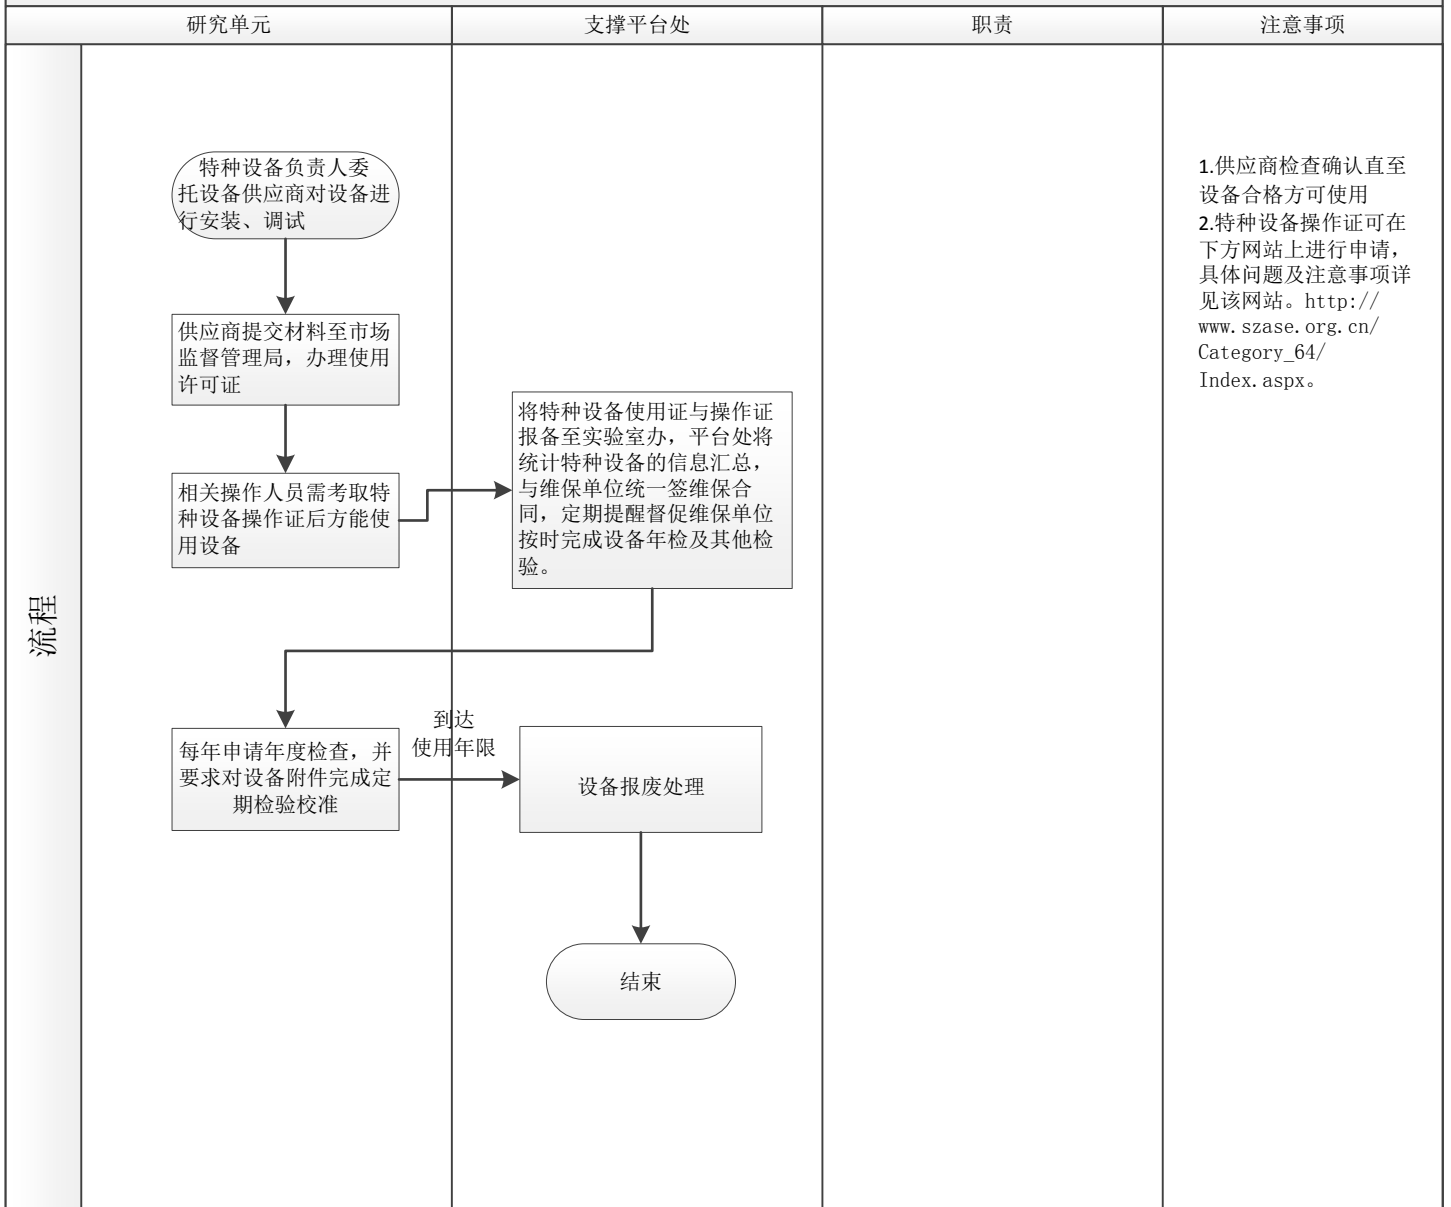 研究单元
支撑平台处
职责
注意事项
流程
特种设备负责人委
托设备供应商对设备进
行安装、调试
供应商提交材料至市场
监督管理局，办理使用
许可证
相关操作人员需考取特
种设备操作证后方能使
用设备
将特种设备使用证与操作证
报备至实验室办，平台处将
统计特种设备的信息汇总，
与维保单位统一签维保合
同，定期提醒督促维保单位
按时完成设备年检及其他检
验。
每年申请年度检查，并
要求对设备附件完成定
期检验校准
到达
使用年限
设备报废处理
结束
1.供应商检查确认直至
设备合格方可使用
2.特种设备操作证可在
下方网站上进行申请，
具体问题及注意事项详
见该网站。http://
www.szase.org.cn/
Category_64/
Index.aspx。